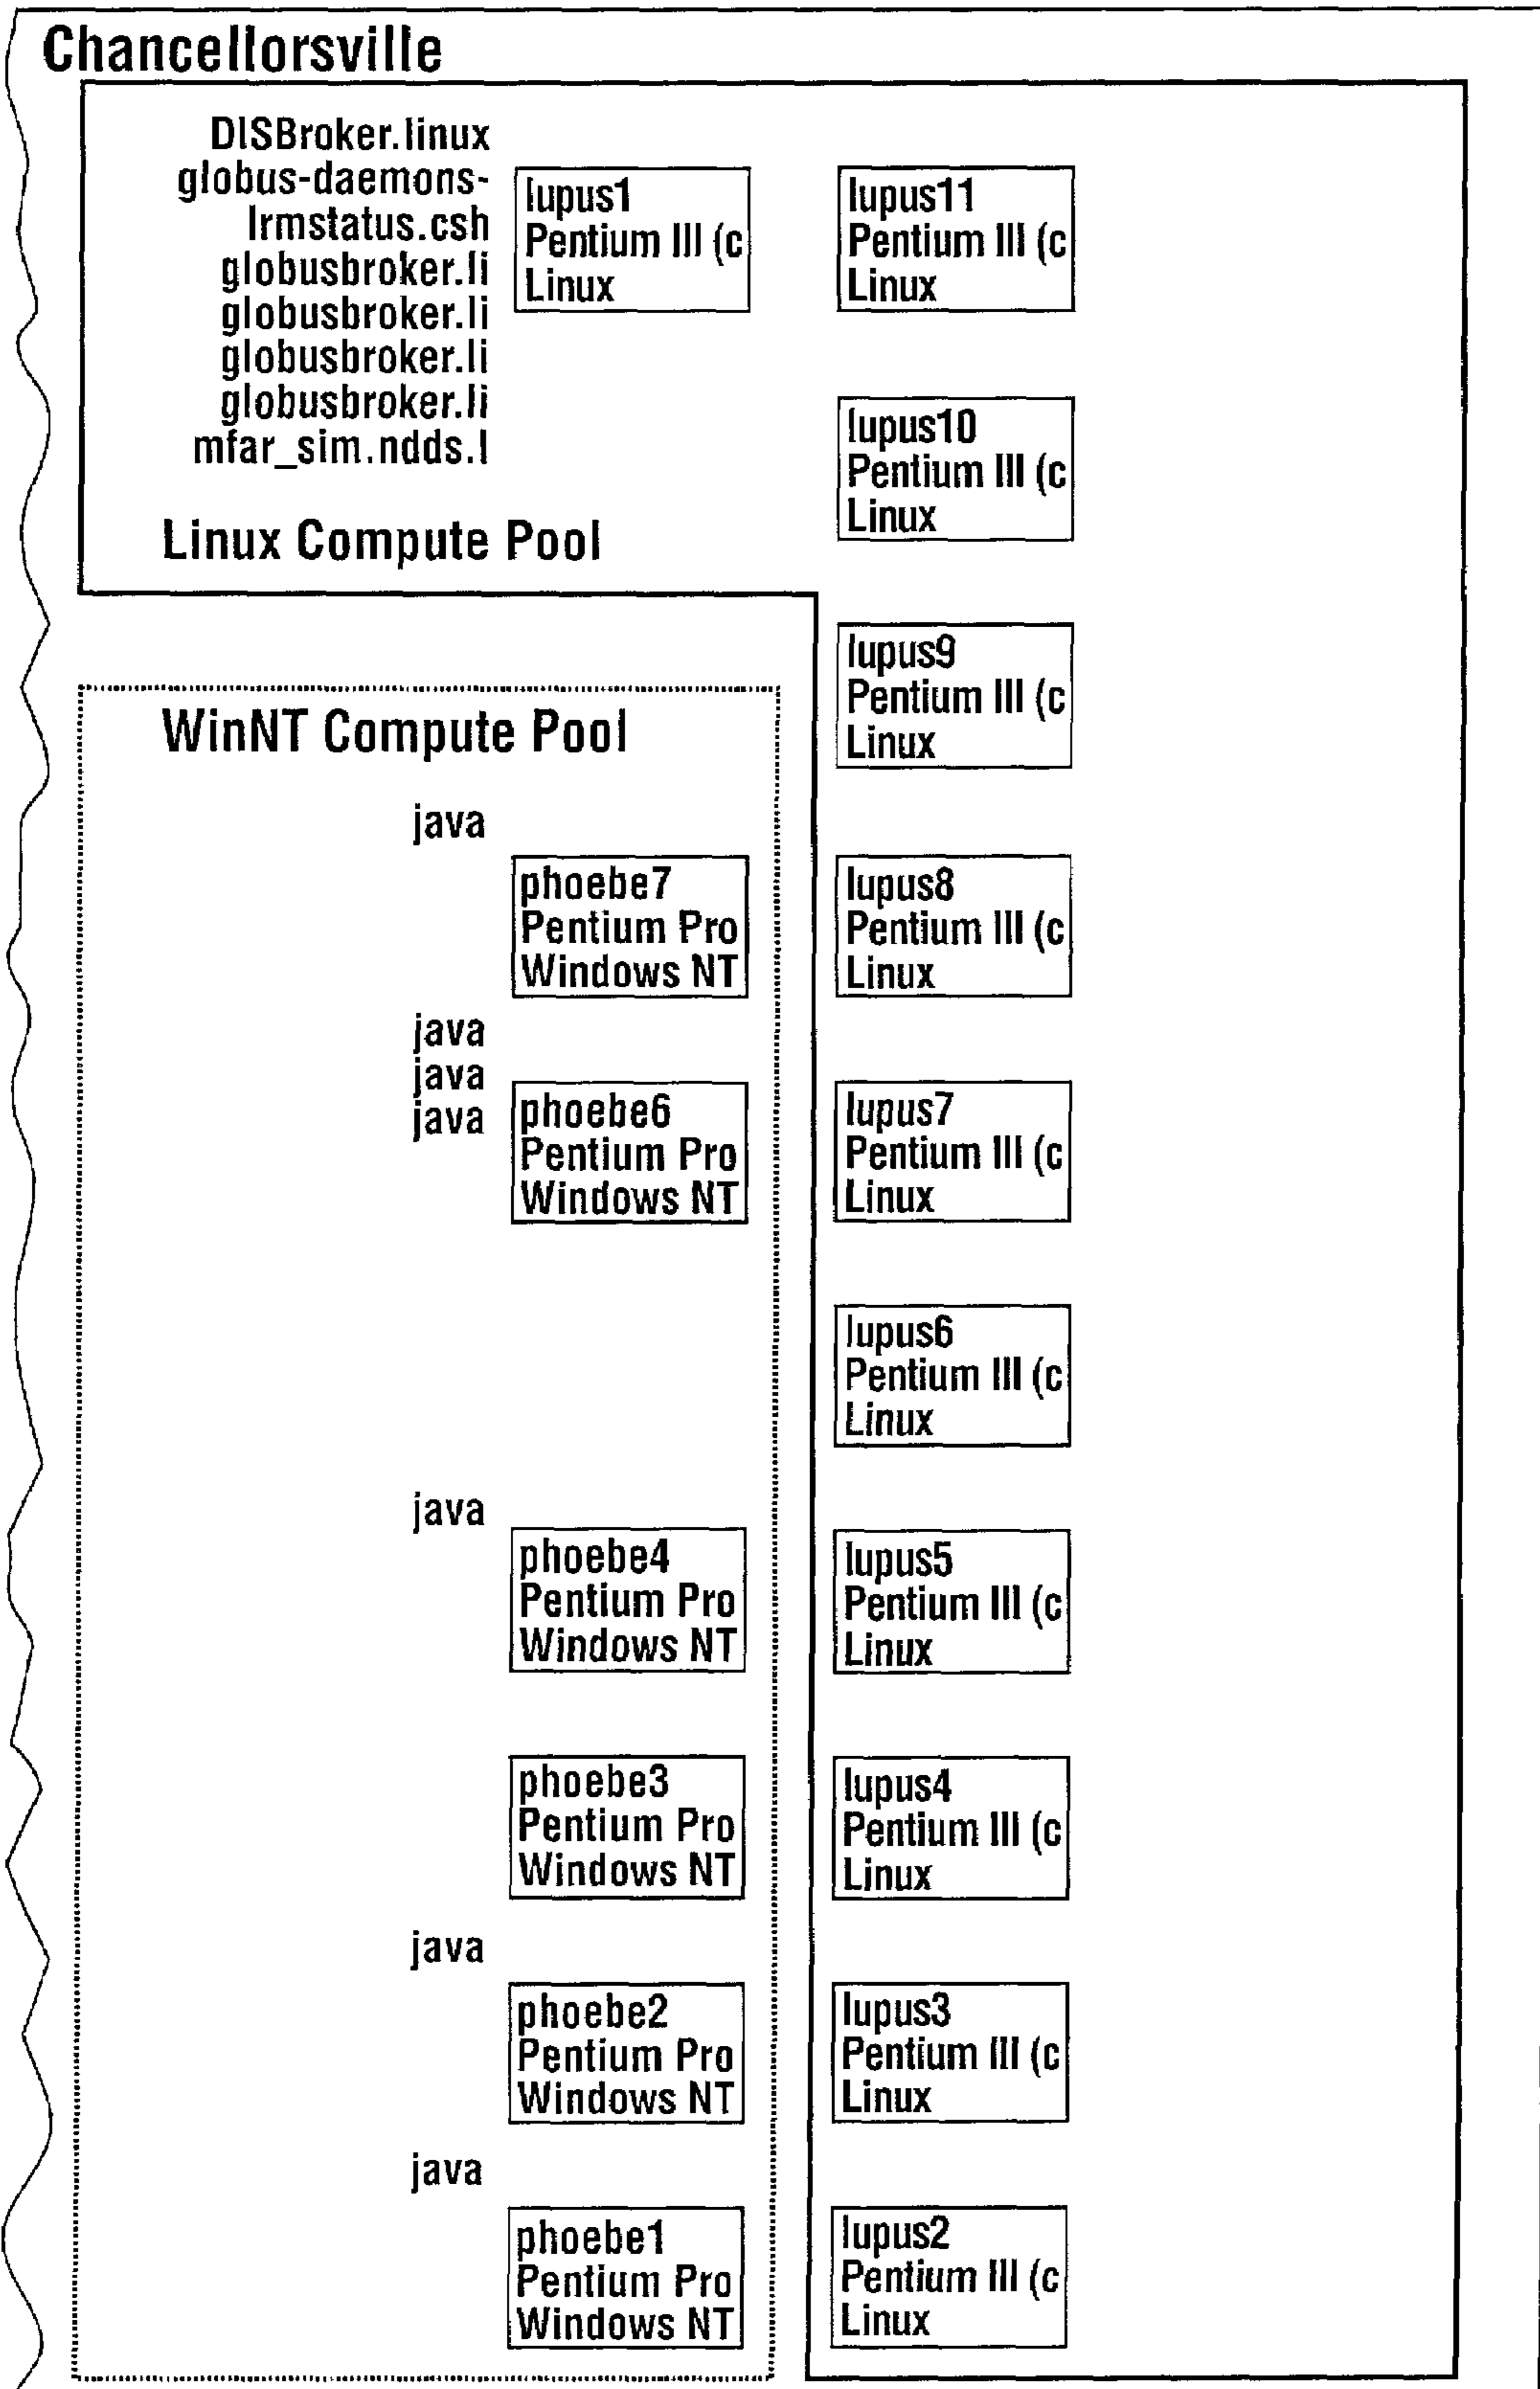 Chancellorsville
DISBroker.linux
globus-daemons-
lrmstatus.csh
globusbroker.li
globusbroker.li
globusbroker.li
globusbroker.li
mfar_sim.ndds.l
lupus1
Pentium III (c
Linux
Linux Compute Pool
lupus11
Pentium III (c
Linux
lupus10
Pentium III (c
Linux
lupus9
Pentium III (c
Linux
lupus8
Pentium III (c
Linux
lupus7
Pentium III (c
Linux
lupus6
Pentium III (c
Linux
lupus5
Pentium III (c
Linux
lupus4
Pentium III (c
Linux
lupus3
Pentium III (c
Linux
lupus2
Pentium III (c
Linux
WinNT Compute Pool
java
phoebe7
Pentium Pro
Windows NT
java
java
java
phoebe6
Pentium Pro
Windows NT
java
phoebe4
Pentium Pro
Windows NT
phoebe3
Pentium Pro
Windows NT
java
phoebe2
Pentium Pro
Windows NT
java
phoebe1
Pentium Pro
Windows NT